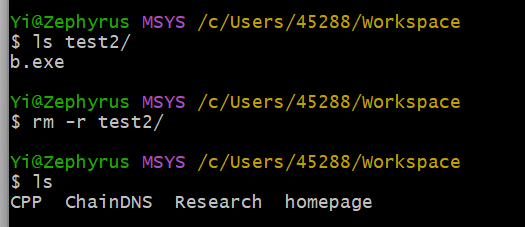 Yi@Zephyrus MSYS /c/Users/45288/Workspace
$ ls test2/
b.exe
Yi@Zephyrus MSYS /c/Users/45288/Workspace
$ rm -r test2/
Yi@Zephyrus MSYS /c/Users/45288/Workspace
$ ls
CPP  ChainDNS  Research  homepage